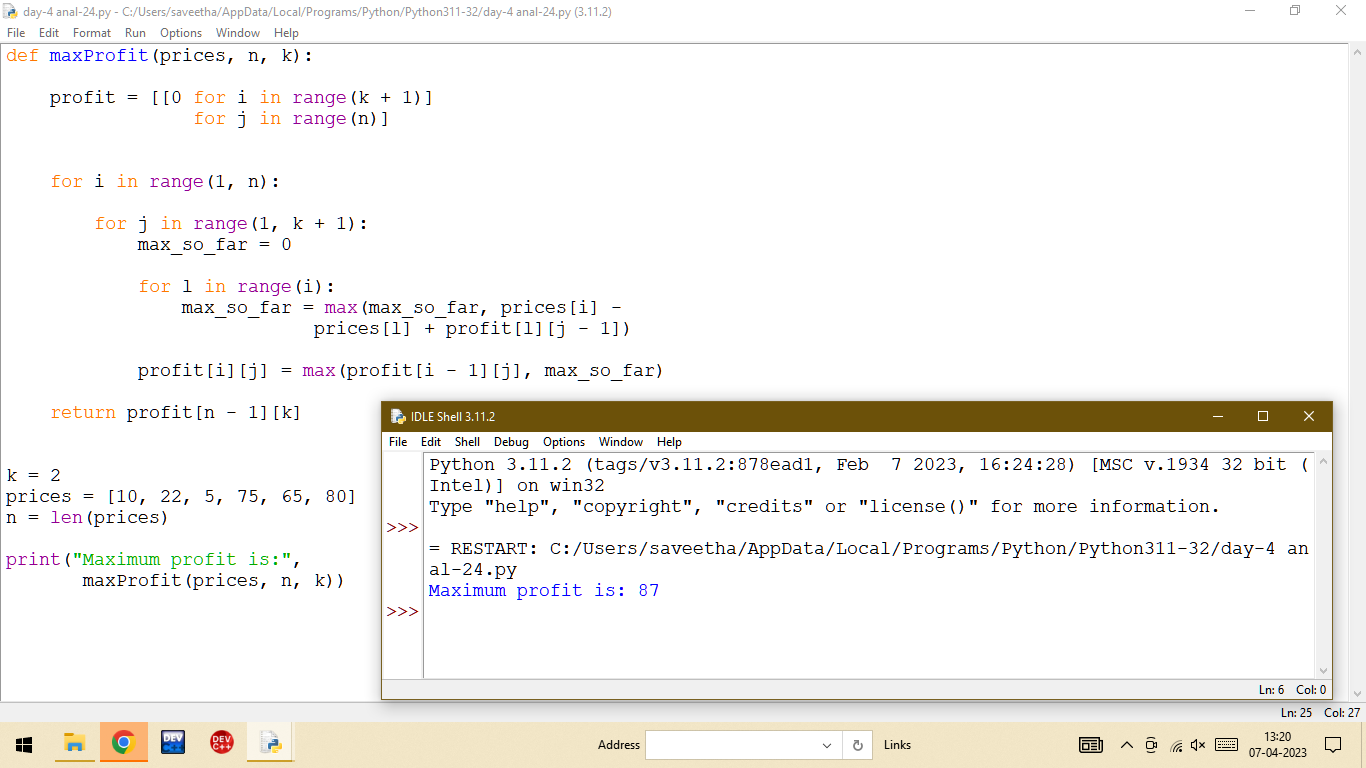 day-4 anal-24.py - C:/Users/saveetha/AppData/Local/Programs/Python/Python311-32/day-4 anal-24.py (3.11.2)
File Edit Format Run Options Window Help
def maxProfit(prices, n, k):
    profit = [[0 for i in range(k + 1)]
                 for j in range(n)]
    for i in range(1, n):
        for j in range(1, k + 1):
            max_so_far = 0
            for l in range(i):
                max_so_far = max(max_so_far, prices[i] -
                            prices[l] + profit[l][j - 1])
            profit[i][j] = max(profit[i - 1][j], max_so_far)
    return profit[n - 1][k]
k = 2
prices = [10, 22, 5, 75, 65, 80]
n = len(prices)
print("Maximum profit is:",
       maxProfit(prices, n, k))
IDLE Shell 3.11.2
File Edit Shell Debug Options Window Help
Python 3.11.2 (tags/v3.11.2:878ead1, Feb  7 2023, 16:24:28) [MSC v.1934 32 bit (
Intel)] on win32
Type "help", "copyright", "credits" or "license()" for more information.
>>>
= RESTART: C:/Users/saveetha/AppData/Local/Programs/Python/Python311-32/day-4 an
al-24.py
Maximum profit is: 87
>>>
Ln: 6 Col: 0
Ln: 25 Col: 27
DEV C++
DEV C++
Address
Links
13:20
07-04-2023